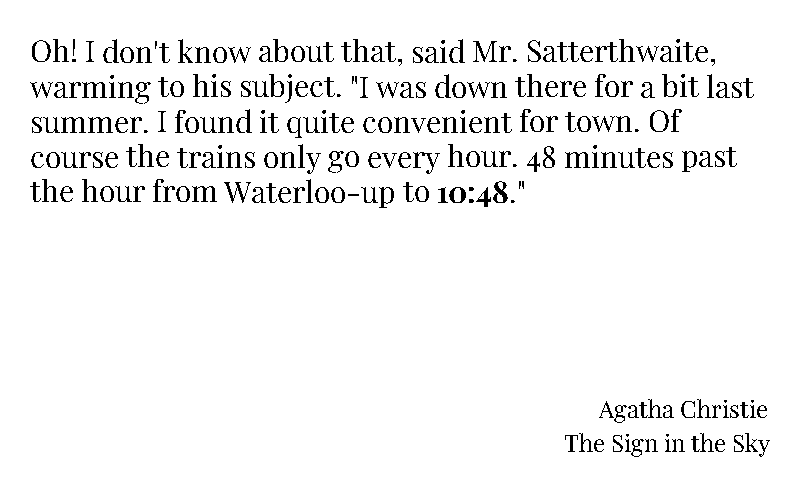 Oh! I don't know about that, said Mr. Satterthwaite,
warming to his subject. "I was down there for a bit last
summer. I found it quite convenient for town. Of
course the trains only go every hour. 48 minutes past
the hour from Waterloo-up to 10:48."
Agatha Christie
The Sign in the Sky